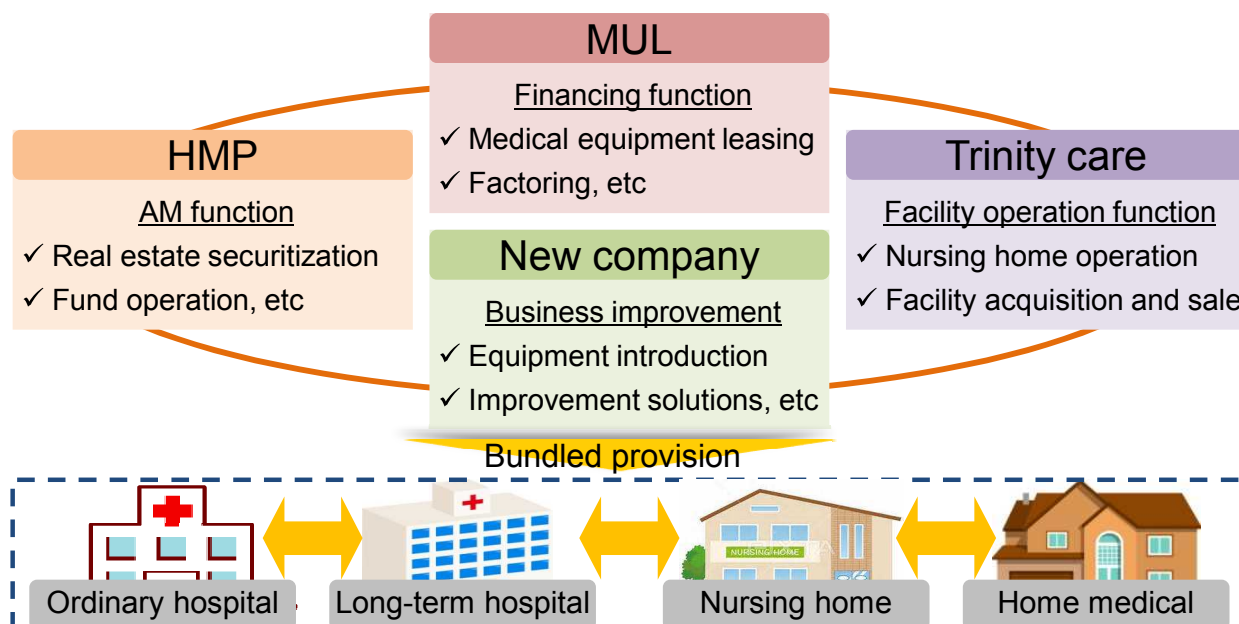 MUL
Financing function
✓ Medical equipment leasing
✓ Factoring, etc
HMP
AM function
✓ Real estate securitization
✓ Fund operation, etc
Trinity care
Facility operation function
✓ Nursing home operation
✓ Facility acquisition and sale
New company
Business improvement
✓ Equipment introduction
✓ Improvement solutions, etc
Bundled provision
NURSING HOME
Ordinary hospital
Long-term hospital
Nursing home
Home medical